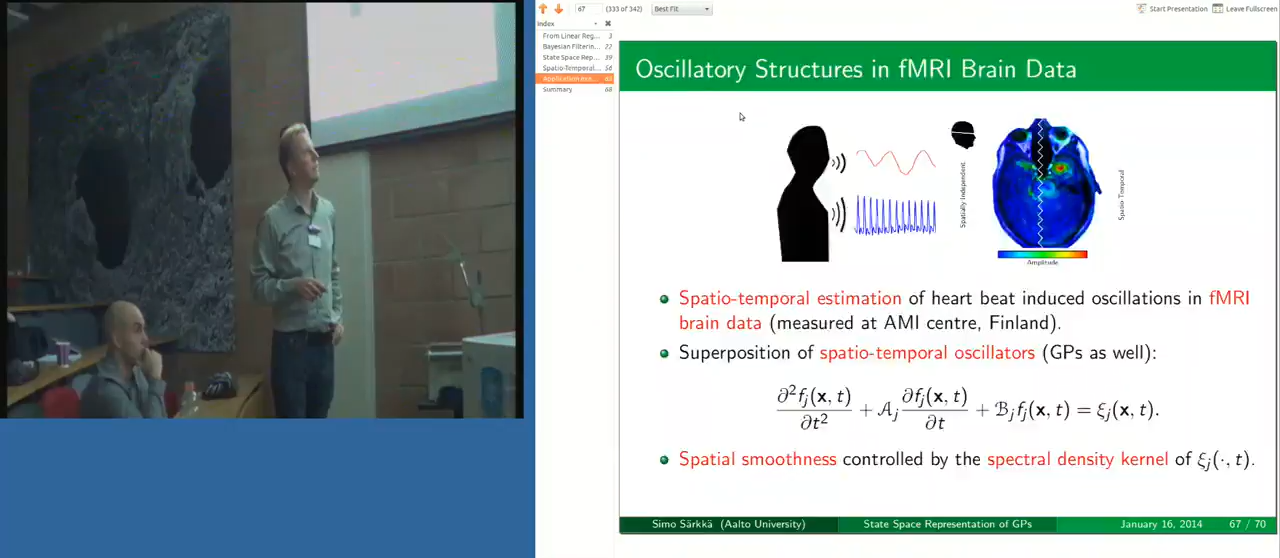 67 (333 of 342) Best Fit Start Presentation Leave Fullscreen
Index
From Linear Reg... 3
Bayesian Filterin... 22
State Space Rep... 39
Spatio-Temporal... 56
Summary 68
Oscillatory Structures in fMRI Brain Data
Spatially-Independent
Spatio-Temporal
Amplitude
Spatio-temporal estimation of heart beat induced oscillations in fMRI
brain data (measured at AMI centre, Finland).
Superposition of spatio-temporal oscillators (GPs as well):
∂²fⱼ(x, t)/∂t² + 𝒜ⱼ ∂fⱼ(x, t)/∂t + ℬⱼ fⱼ(x, t) = ξⱼ(x, t).
Spatial smoothness controlled by the spectral density kernel of ξⱼ(·, t).
Simo Särkkä (Aalto University) State Space Representation of GPs January 16, 2014 67 / 70